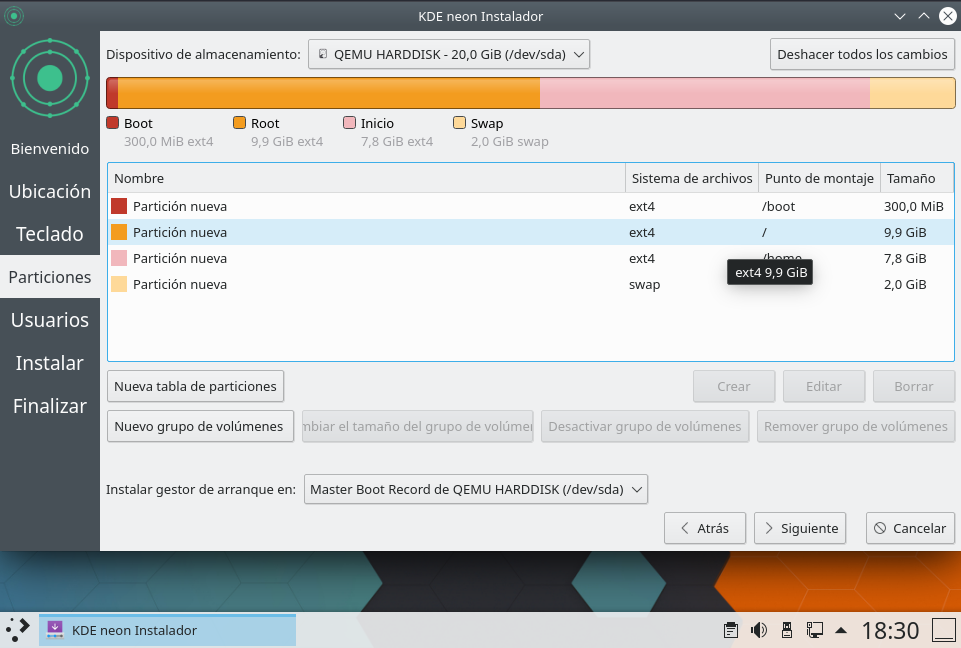 KDE neon Instalador
Dispositivo de almacenamiento: QEMU HARDDISK - 20,0 GiB (/dev/sda) Deshacer todos los cambios
Boot Root Inicio Swap
300,0 MiB ext4 9,9 GiB ext4 7,8 GiB ext4 2,0 GiB swap
Bienvenido
Ubicación
Teclado
Particiones
Usuarios
Instalar
Finalizar
Nombre Sistema de archivos Punto de montaje Tamaño
Partición nueva ext4 /boot 300,0 MiB
Partición nueva ext4 / 9,9 GiB
Partición nueva ext4 /home 7,8 GiB
ext4 9,9 GiB
Partición nueva swap 2,0 GiB
Nueva tabla de particiones Crear Editar Borrar
Nuevo grupo de volúmenes mbiar el tamaño del grupo de volúmen Desactivar grupo de volúmenes Remover grupo de volúmenes
Instalar gestor de arranque en: Master Boot Record de QEMU HARDDISK (/dev/sda)
Atrás Siguiente Cancelar
KDE neon Instalador 18:30